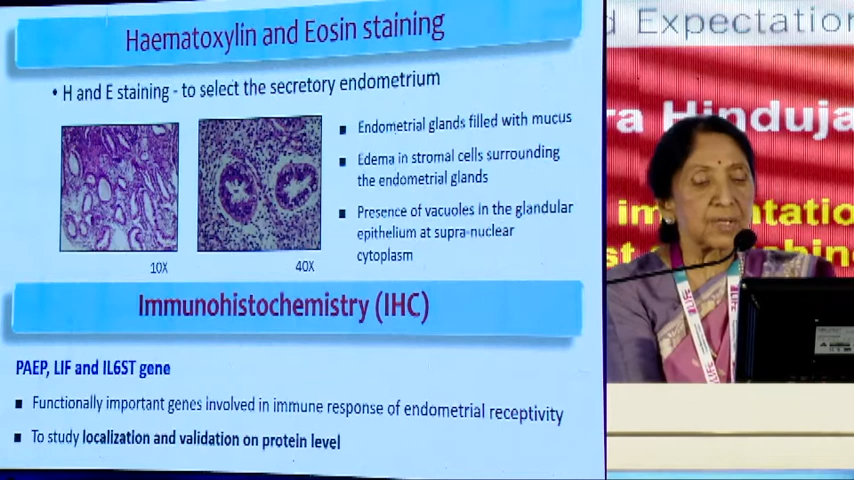 Haematoxylin and Eosin staining
• H and E staining - to select the secretory endometrium
▪ Endometrial glands filled with mucus
▪ Edema in stromal cells surrounding
the endometrial glands
▪ Presence of vacuoles in the glandular
epithelium at supra-nuclear
cytoplasm
10X
40X
Immunohistochemistry (IHC)
PAEP, LIF and IL6ST gene
▪ Functionally important genes involved in immune response of endometrial receptivity
▪ To study localization and validation on protein level
d Expectation
ra Hinduja